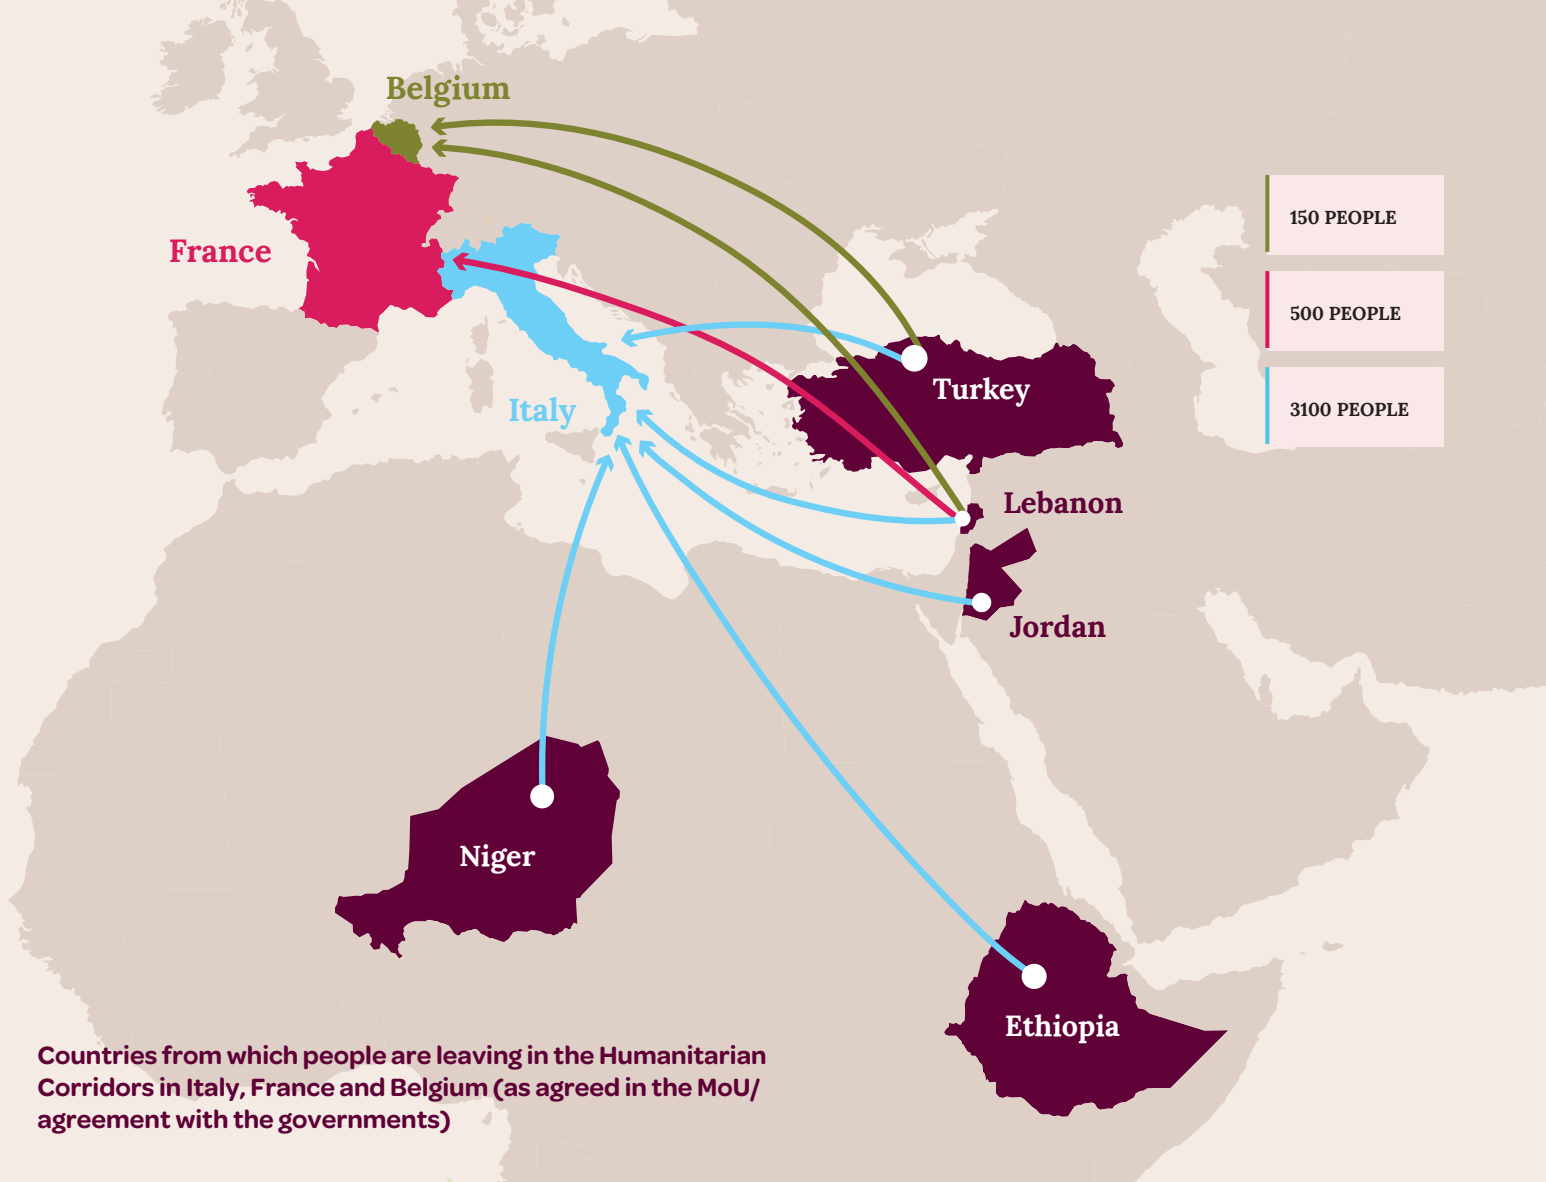 Belgium
France
Italy
Turkey
Lebanon
Jordan
Niger
Ethiopia
150 PEOPLE
500 PEOPLE
3100 PEOPLE
Countries from which people are leaving in the Humanitarian
Corridors in Italy, France and Belgium (as agreed in the MoU/
agreement with the governments)